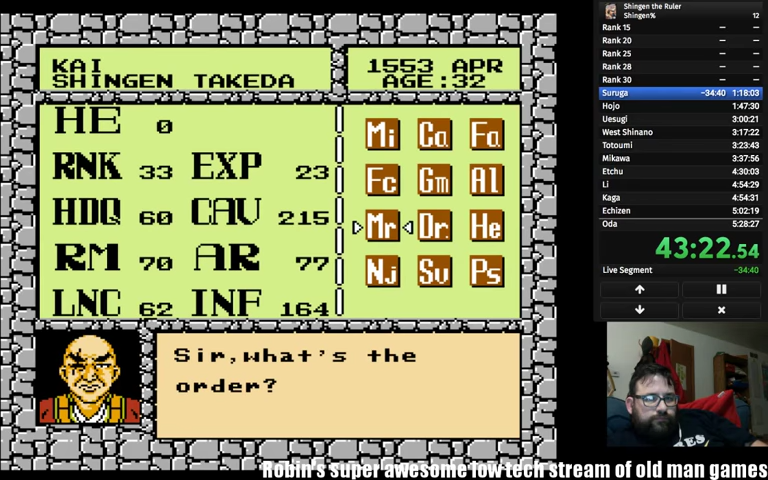 KAI
SHINGEN TAKEDA
1553 APR
AGE:32
HE 0
RNK 33 EXP 23
HDQ 60 CAV 215
RM 70 AR 77
LNC 62 INF 164
Mi Ca Fa
Fc Gm Al
Mr Dr He
Nj Su Ps
Sir,what's the
order?
Shingen the Ruler
Shingen% 12
Rank 15 — —
Rank 20 — —
Rank 25 — —
Rank 28 — —
Rank 30 — —
Suruga −34:40 1:18:03
Hojo 1:47:30
Uesugi 3:00:21
West Shinano 3:17:22
Totoumi 3:23:43
Mikawa 3:37:56
Etchu 4:30:03
Li 4:54:29
Kaga 4:54:31
Echizen 5:02:19
Oda 5:28:27
43:22.54
Live Segment −34:40
Robin's super awesome low tech stream of old man games